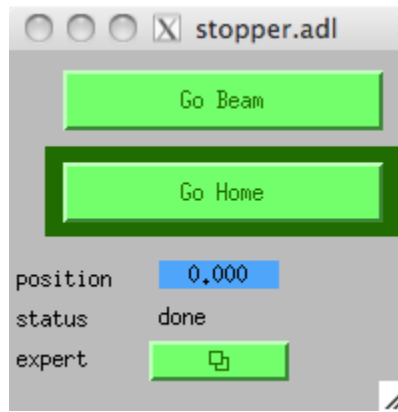 stopper.adl
Go Beam
Go Home
position 0.000
status done
expert